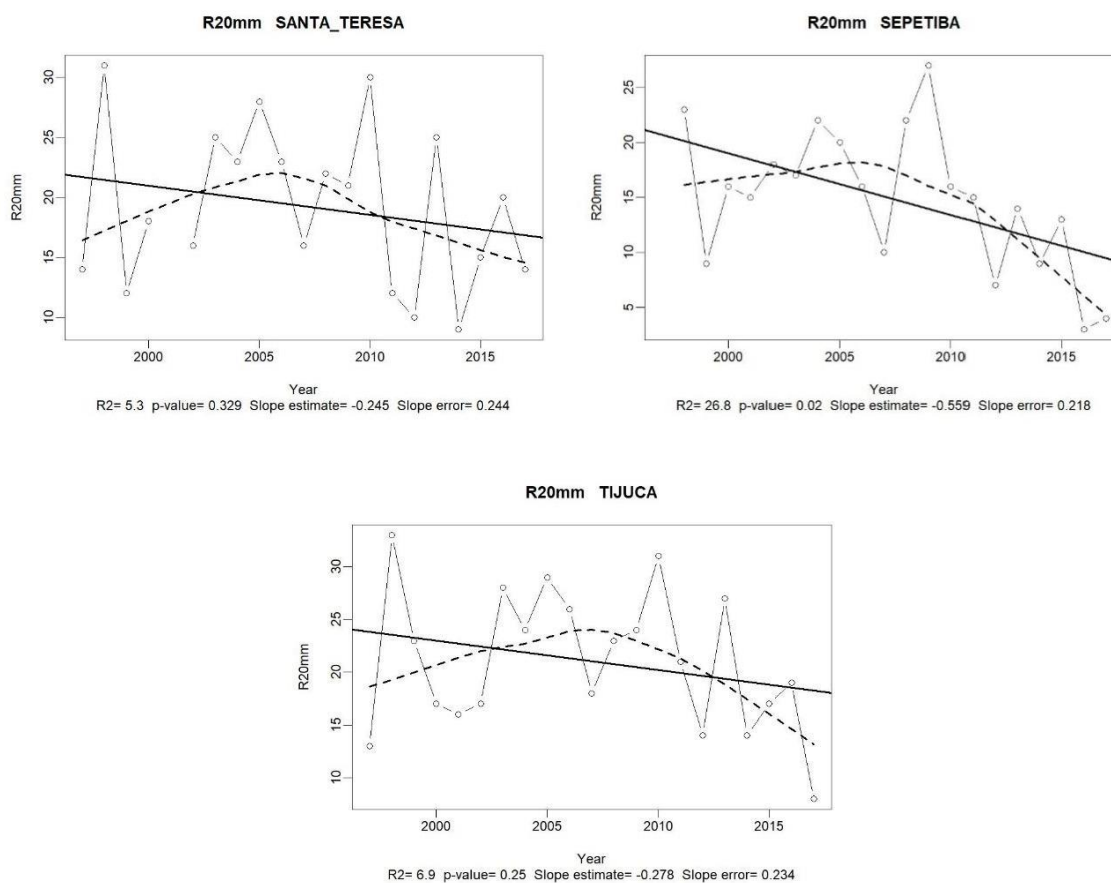 R20mm SANTA_TERESA
R20mm
30
25
20
15
10
2000 2005 2010 2015
Year
R2= 5.3 p-value= 0.329 Slope estimate= -0.245 Slope error= 0.244
R20mm SEPETIBA
R20mm
25
20
15
10
5
2000 2005 2010 2015
Year
R2= 26.8 p-value= 0.02 Slope estimate= -0.559 Slope error= 0.218
R20mm TIJUCA
R20mm
30
25
20
15
10
2000 2005 2010 2015
Year
R2= 6.9 p-value= 0.25 Slope estimate= -0.278 Slope error= 0.234